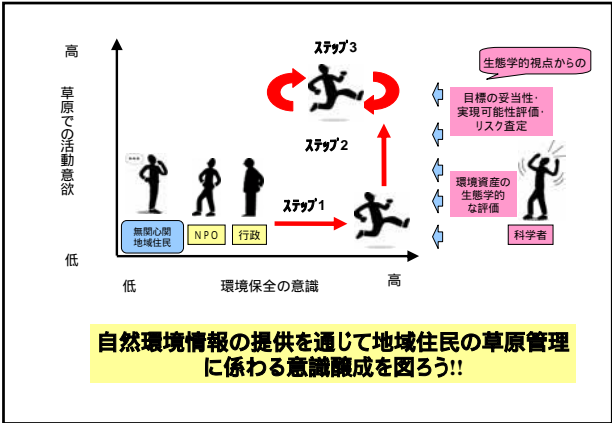 高
草原での活動意欲
低
ステップ3
ステップ2
ステップ1
生態学的視点からの
目標の妥当性・
実現可能性評価・
リスク査定
環境資産の
生態学的
な評価
科学者
•••
無関心関
地域住民
NPO
行政
低
環境保全の意識
高
自然環境情報の提供を通じて地域住民の草原管理
に係わる意識醸成を図ろう!!